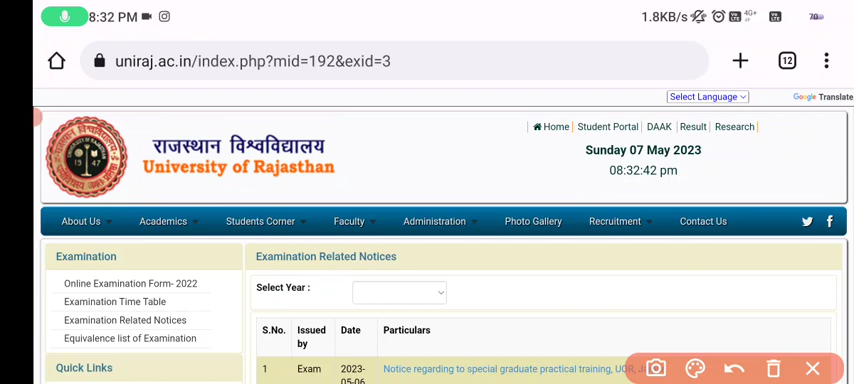 8:32 PM
1.8KB/s 4G+ 70
uniraj.ac.in/index.php?mid=192&exid=3
12
Select Language
Google Translate
राजस्थान विश्वविद्यालय
University of Rajasthan
1947
Home Student Portal DAAK Result Research
Sunday 07 May 2023
08:32:42 pm
About Us Academics Students Corner Faculty Administration Photo Gallery Recruitment Contact Us
Examination
Online Examination Form- 2022
Examination Time Table
Examination Related Notices
Equivalence list of Examination
Quick Links
Examination Related Notices
Select Year :
S.No. Issued by Date Particulars
1 Exam 2023-05-06 Notice regarding to special graduate practical training, UOR,